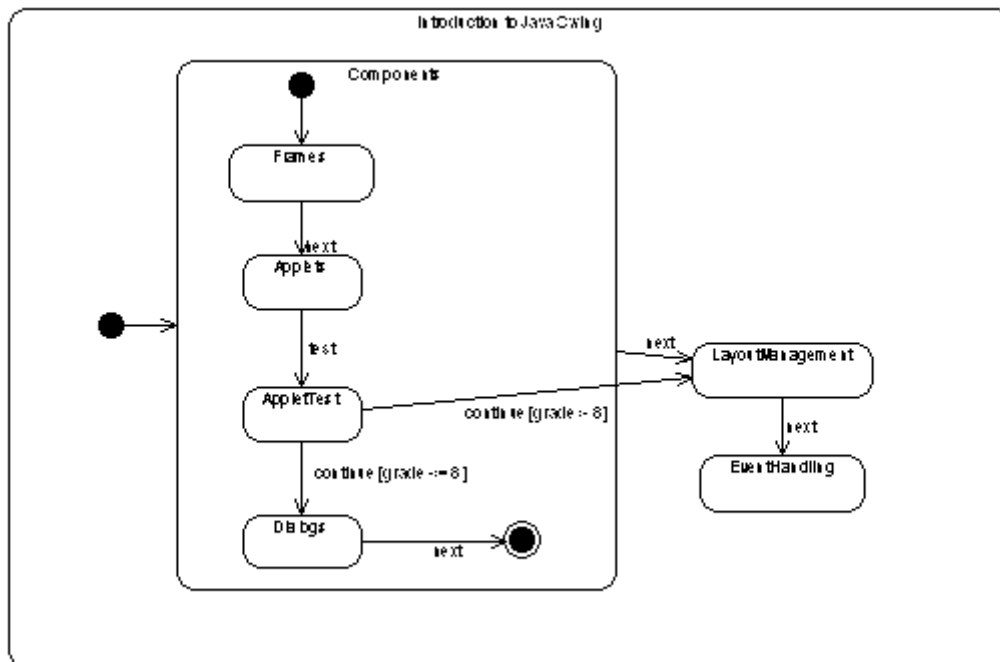 Introduction to Java Swing
Components
Frames
next
Applets
test
next
LayoutManagement
AppletTest
continue [grade > 8]
next
continue [grade <= 8]
EventHandling
Dialogs
next